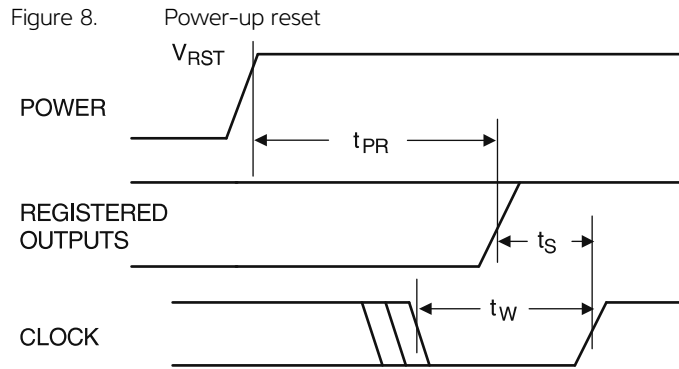 Figure 8. Power-up reset
VRST
POWER
tPR
REGISTERED
OUTPUTS
tS
tW
CLOCK